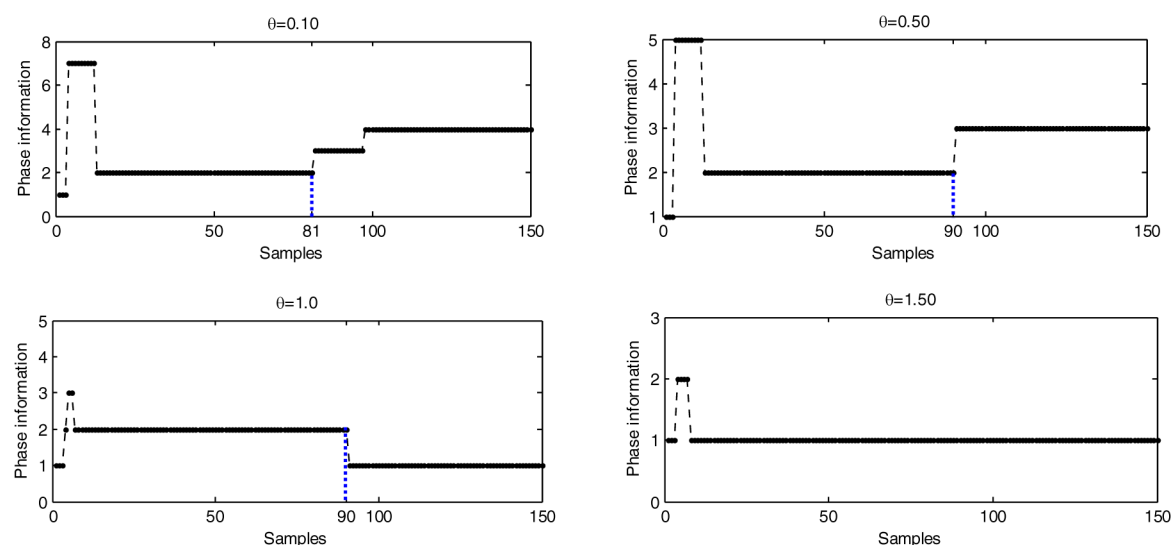 θ=0.10
8
6
4
2
0
Phase information
0 50 81 100 150
Samples
θ=0.50
5
4
3
2
1
Phase information
50 90 100 150
Samples
θ=1.0
5
4
3
2
1
0
Phase information
0 50 90 100 150
Samples
θ=1.50
3
2
1
0
Phase information
0 50 100 150
Samples